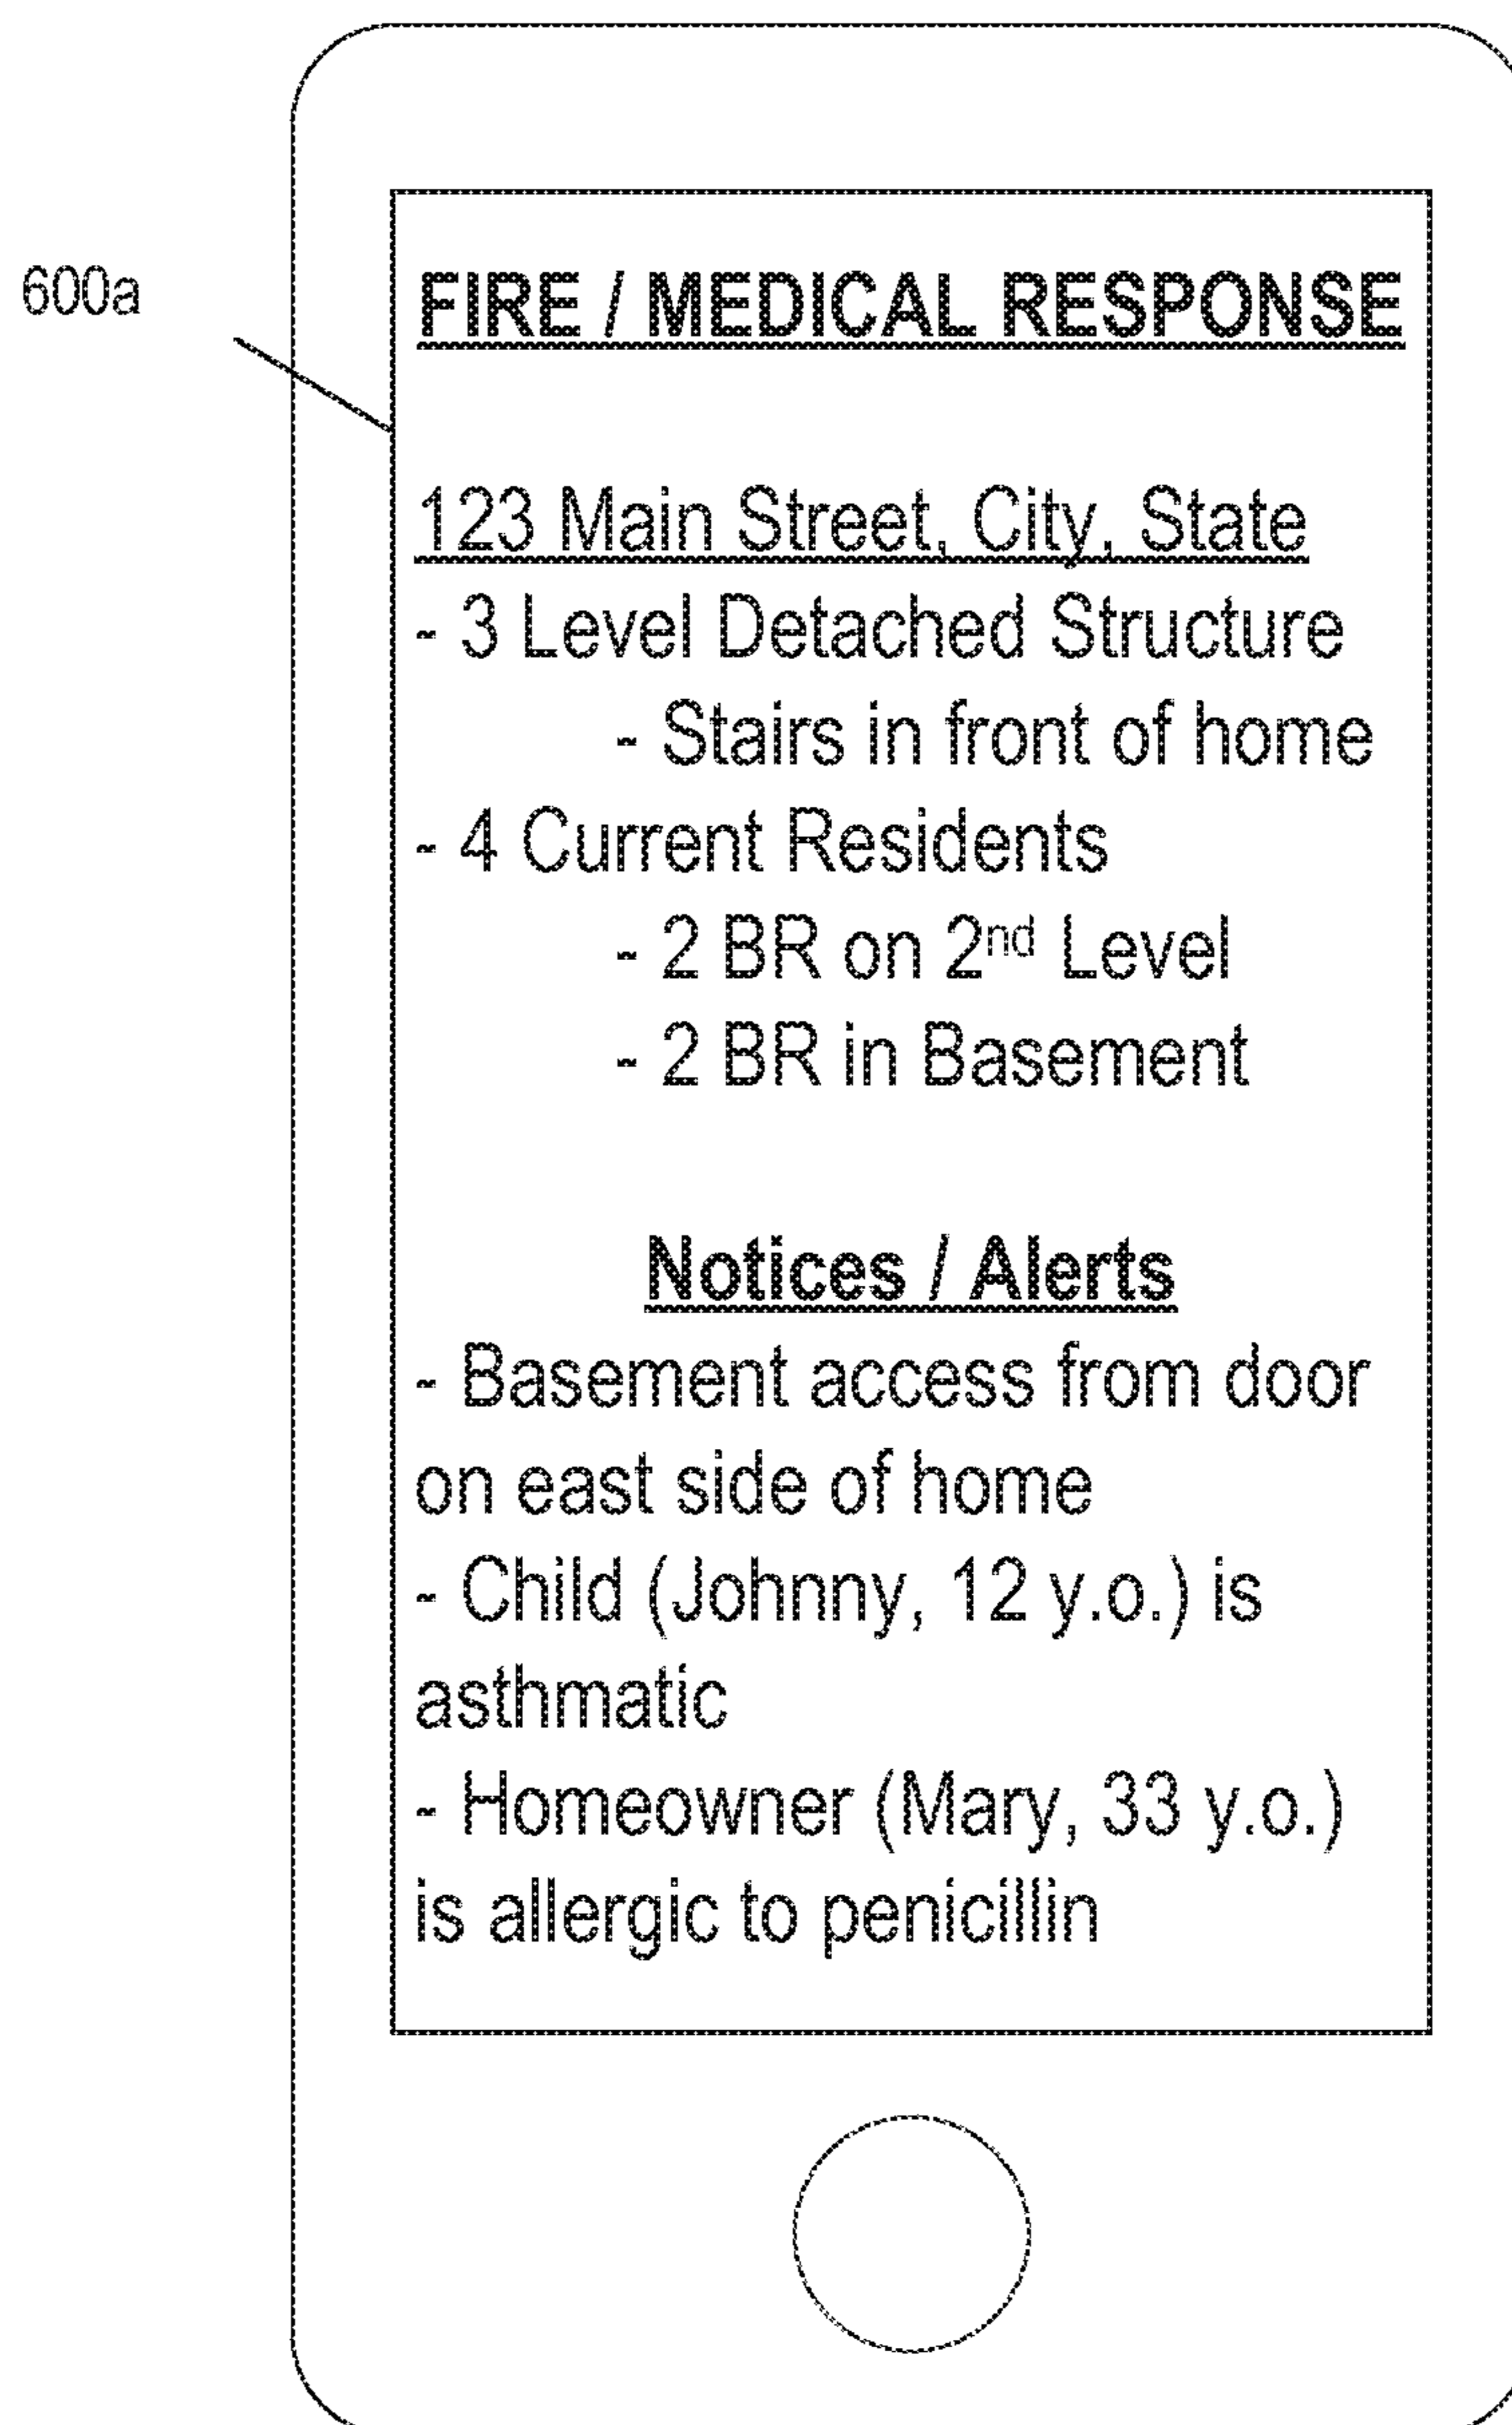 600a
FIRE / MEDICAL RESPONSE
123 Main Street, City, State
- 3 Level Detached Structure
- Stairs in front of home
- 4 Current Residents
- 2 BR on 2nd Level
- 2 BR in Basement
Notices / Alerts
- Basement access from door
on east side of home
- Child (Johnny, 12 y.o.) is
asthmatic
- Homeowner (Mary, 33 y.o.)
is allergic to penicillin